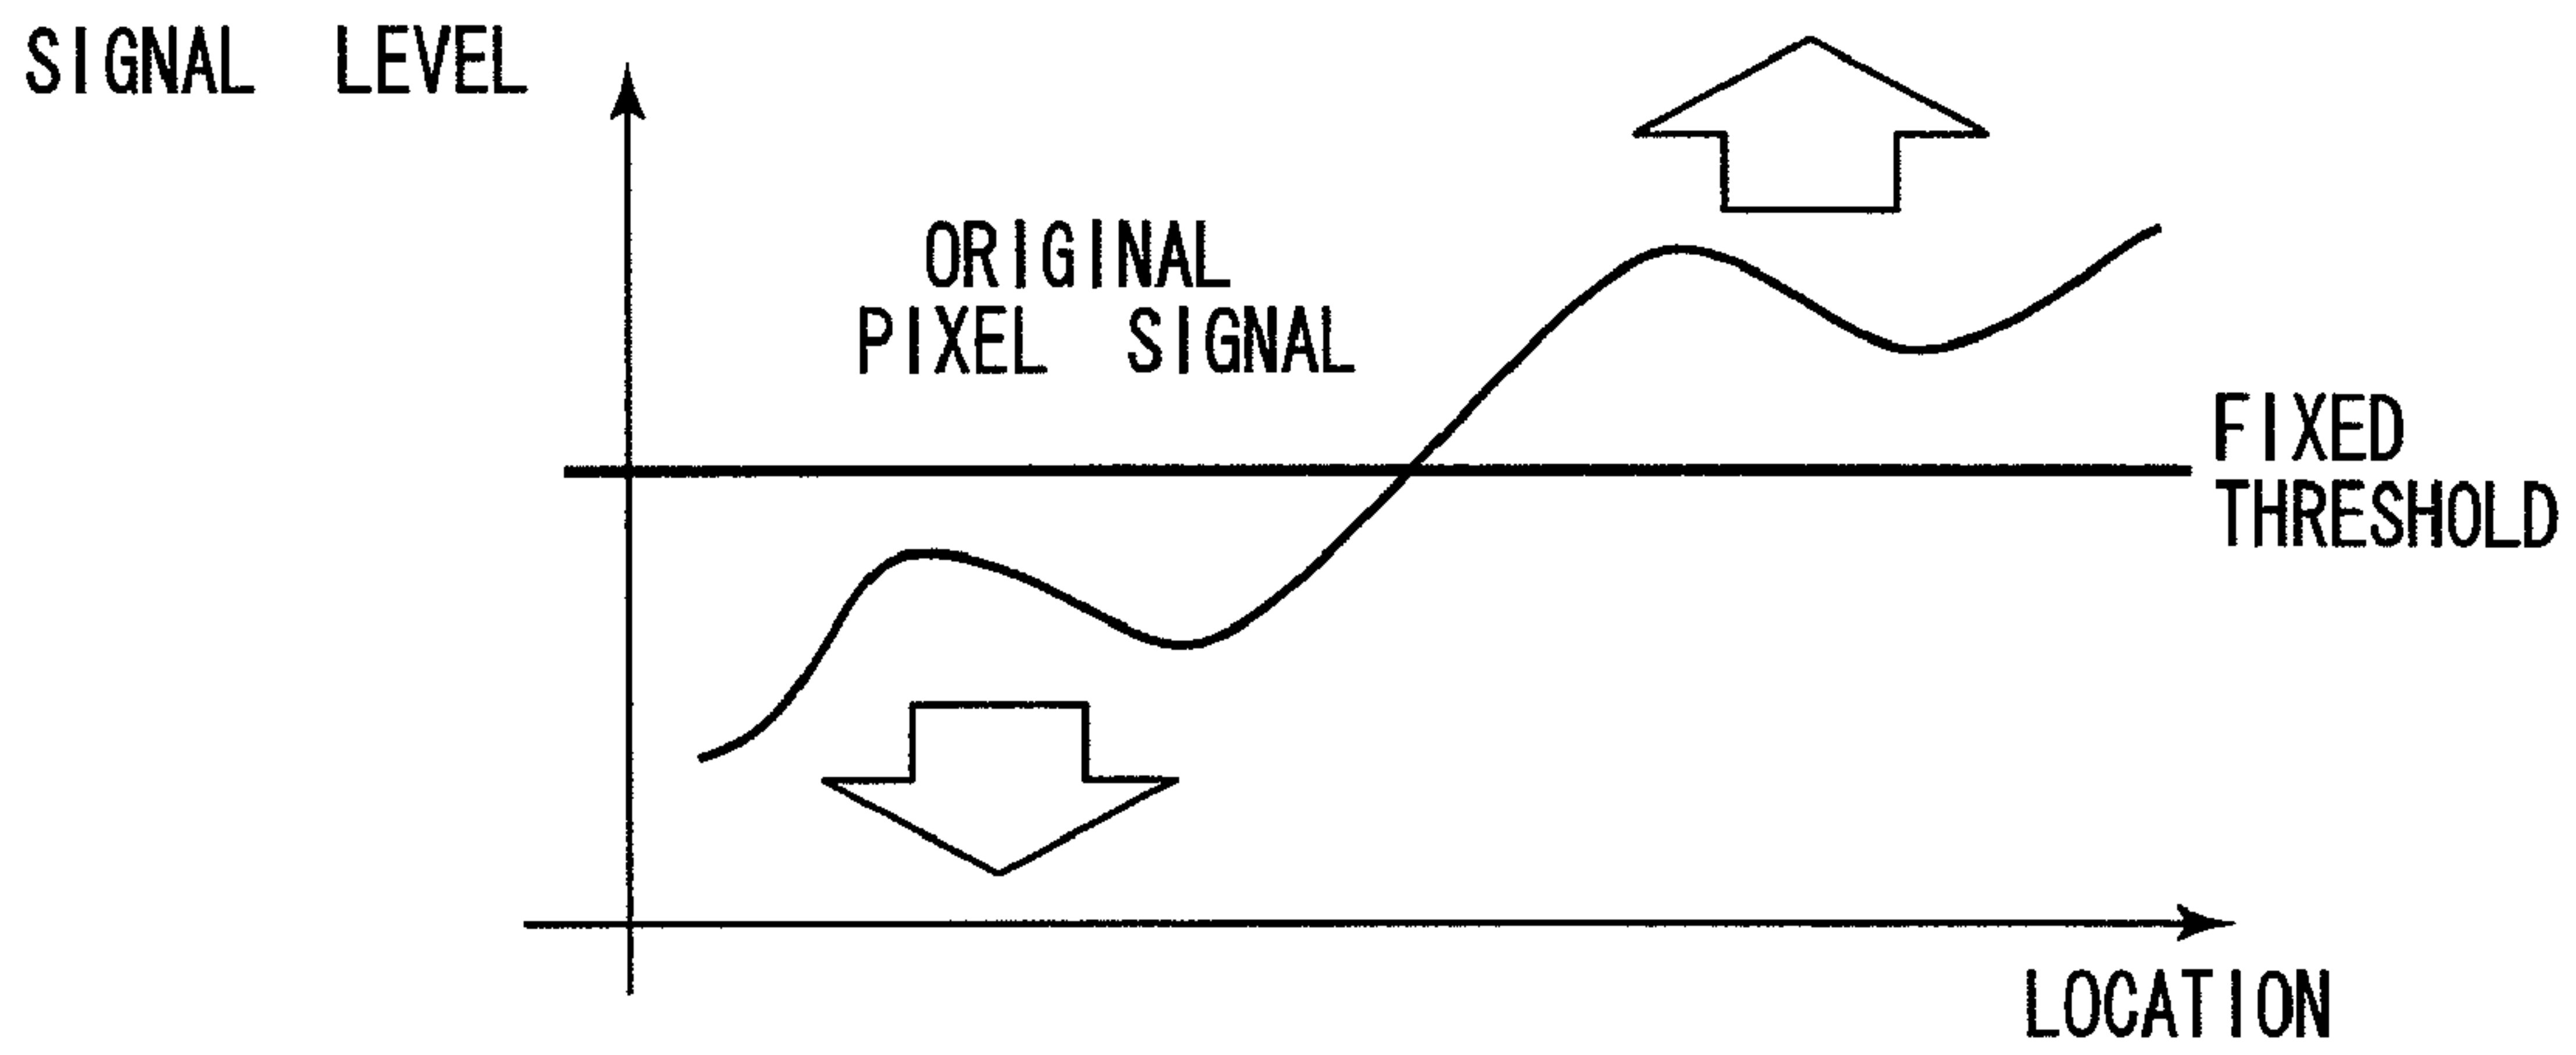 SIGNAL LEVEL
ORIGINAL
PIXEL SIGNAL
FIXED
THRESHOLD
LOCATION